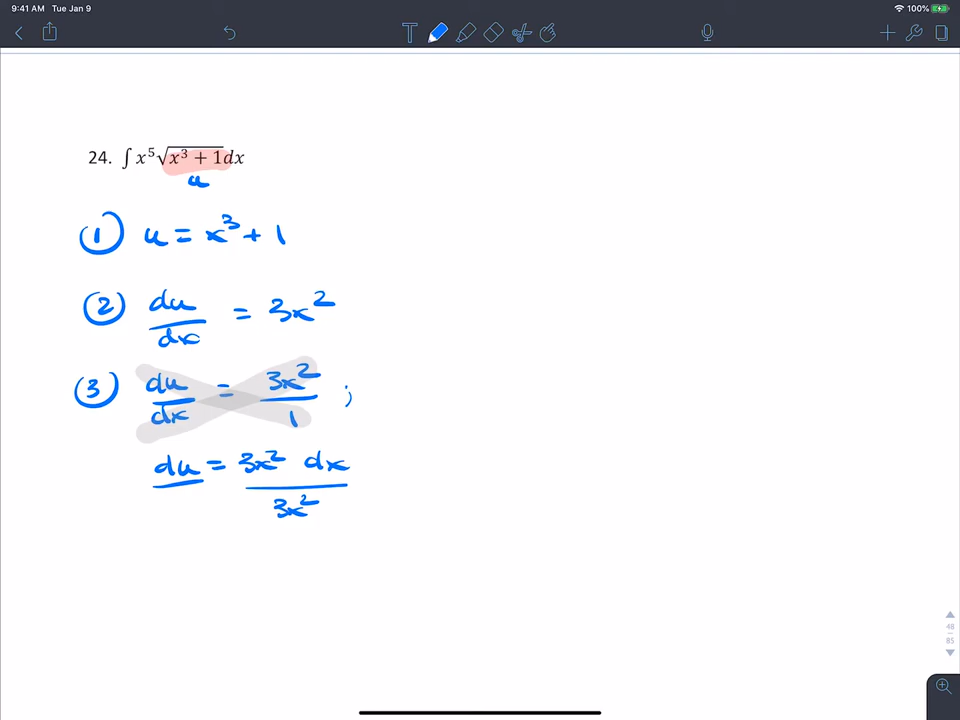 9:41 AM Tue Jan 9
100%
T
24. ∫ x⁵√(x³ + 1)dx
u
① u = x³ + 1
② du/dx = 3x²
③ du/dx = 3x²/1 ;
du = 3x² dx/3x²
48
85